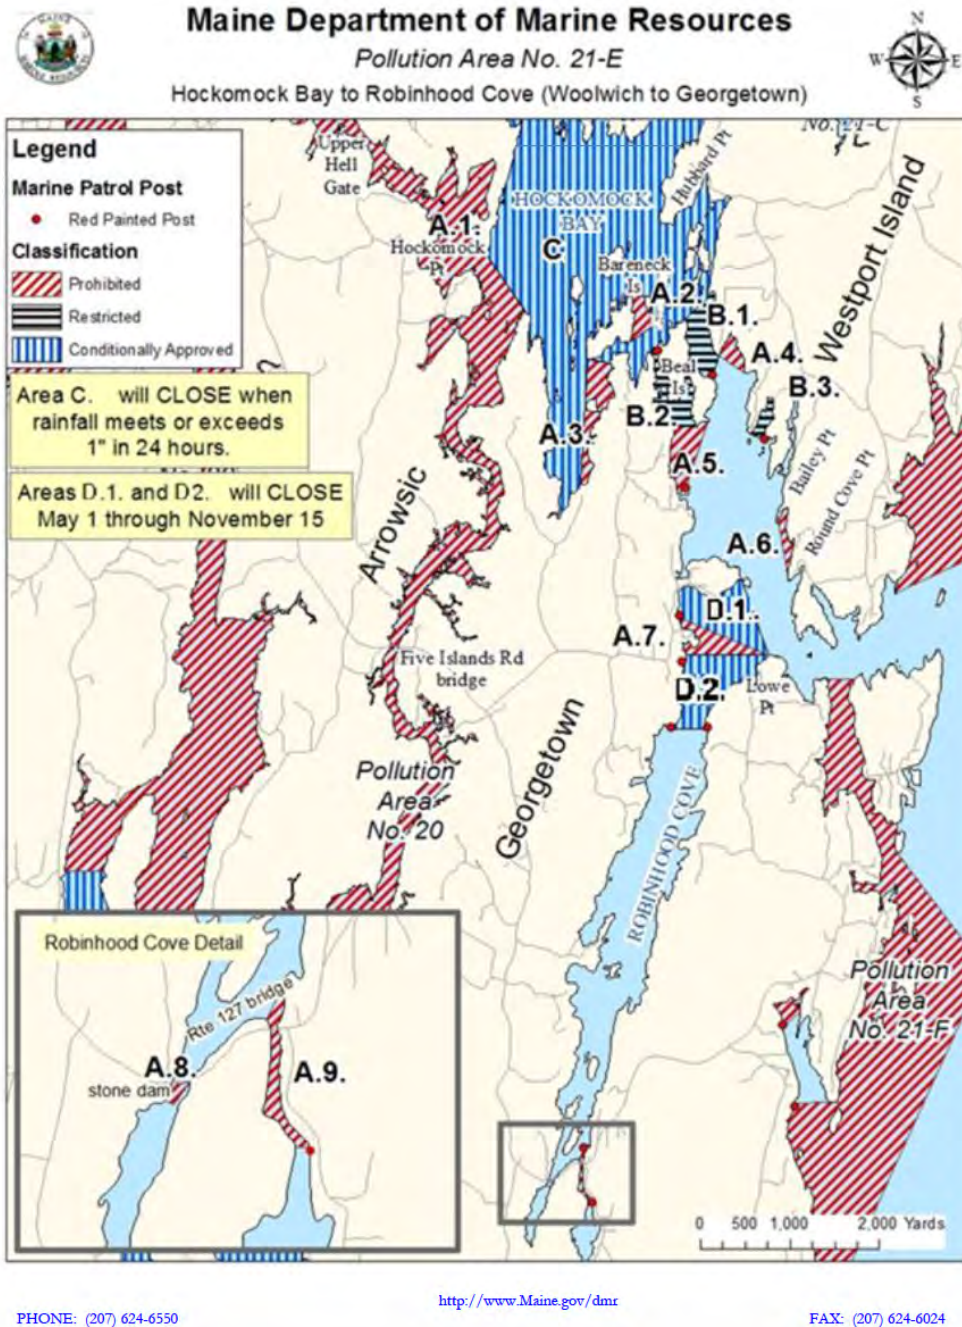 Maine Department of Marine Resources
Pollution Area No. 21-E
Hockomock Bay to Robinhood Cove (Woolwich to Georgetown)
N
W
E
S
Legend
Marine Patrol Post
Red Painted Post
Classification
Prohibited
Restricted
Conditionally Approved
Area C. will CLOSE when
rainfall meets or exceeds
1" in 24 hours.
Areas D.1. and D2. will CLOSE
May 1 through November 15
No. 21-C
Upper
Hell
Gate
A.1.
Hockomock
Pt
HOCKOMOCK
BAY
C
Hubbard Pt
Bareneck
Is
A.2.
B.1.
Westport Island
A.4.
Beal
Is
B.3.
B.2.
A.3.
A.5.
Bailey Pt
Round Cove Pt
A.6.
Arrowsic
D.1.
A.7.
Five Islands Rd
bridge
D.2.
Lowe
Pt
Georgetown
Pollution
Area
No. 20
ROBINHOOD COVE
Pollution
Area
No. 21-F
Robinhood Cove Detail
Rte 127 bridge
A.8.
stone dam
A.9.
0 500 1,000 2,000 Yards
http://www.Maine.gov/dmr
PHONE: (207) 624-6550
FAX: (207) 624-6024